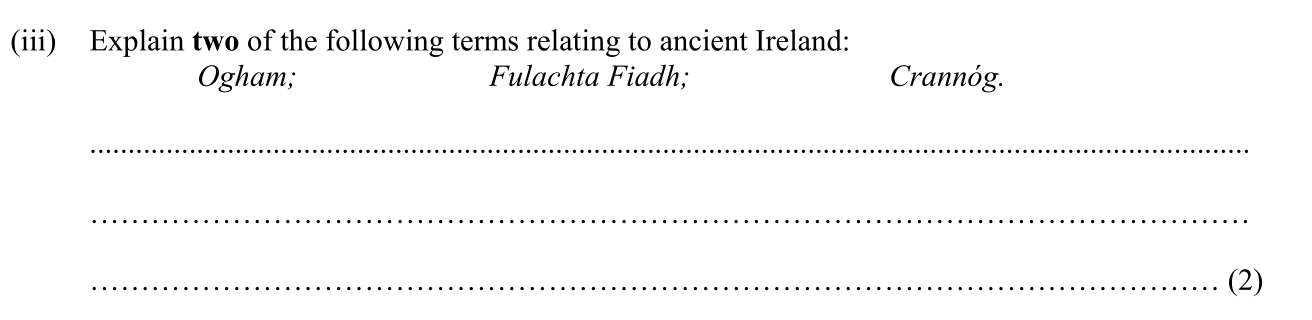 (iii) Explain two of the following terms relating to ancient Ireland:
Ogham; Fulachta Fiadh; Crannóg.
..........................................................................................
..........................................................................................
.......................................................................................... (2)